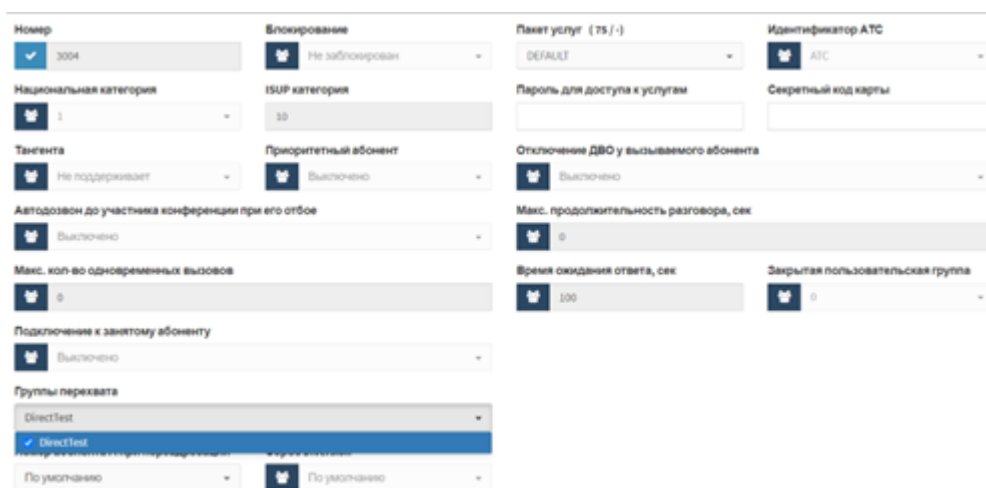 Номер Блокирование Пакет услуг ( 75 / -) Идентификатор АТС
3004 Не заблокирован DEFAULT АТС
Национальная категория ISUP категория Пароль для доступа к услугам Секретный код карты
1 10
Тангента Приоритетный абонент Отключение ДВО у вызываемого абонента
Не поддерживает Выключено Выключено
Автодозвон до участника конференции при его отбое Макс. продолжительность разговора, сек
Выключено 0
Макс. кол-во одновременных вызовов Время ожидания ответа, сек Закрытая пользовательская группа
0 100 0
Подключение к занятому абоненту
Выключено
Группы перехвата
DirectTest
DirectTest
По умолчанию По умолчанию